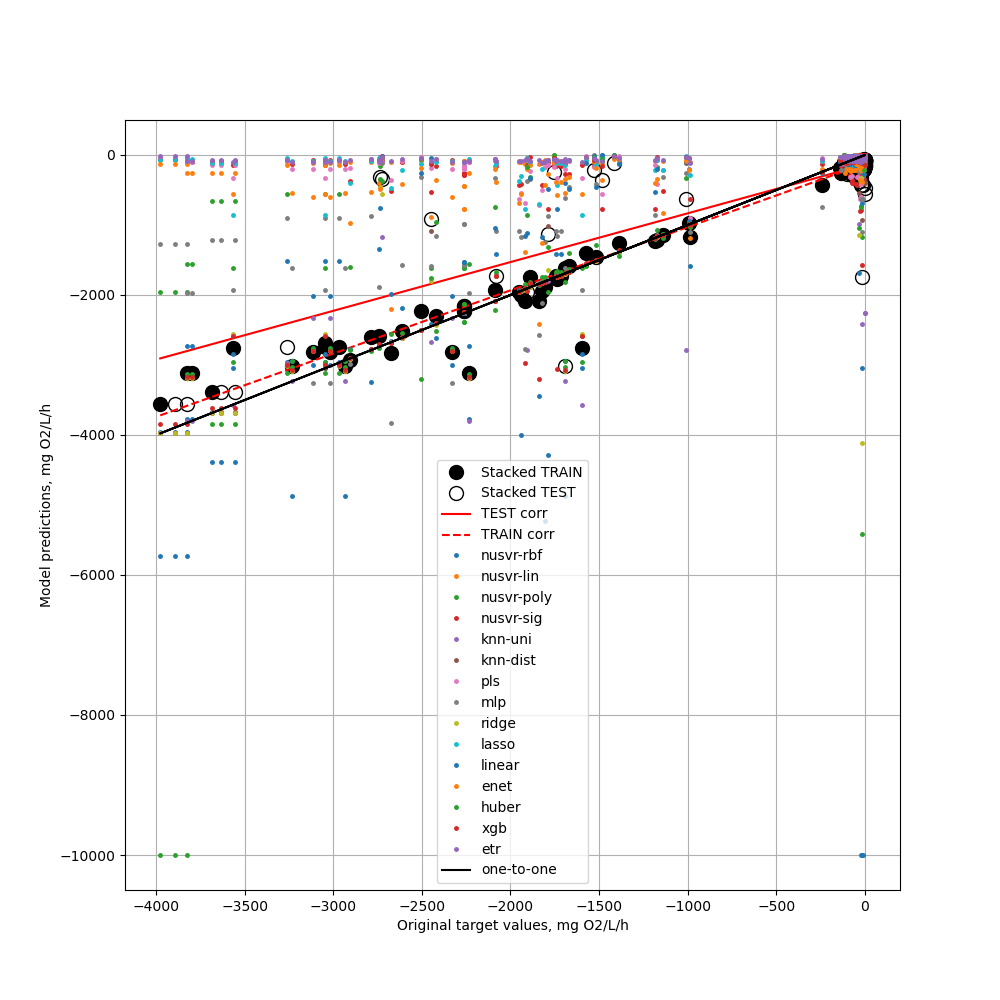 0
−2000
−4000
−6000
−8000
−10000
Model predictions, mg O2/L/h
Stacked TRAIN
Stacked TEST
TEST corr
TRAIN corr
nusvr-rbf
nusvr-lin
nusvr-poly
nusvr-sig
knn-uni
knn-dist
pls
mlp
ridge
lasso
linear
enet
huber
xgb
etr
one-to-one
−4000 −3500 −3000 −2500 −2000 −1500 −1000 −500 0
Original target values, mg O2/L/h